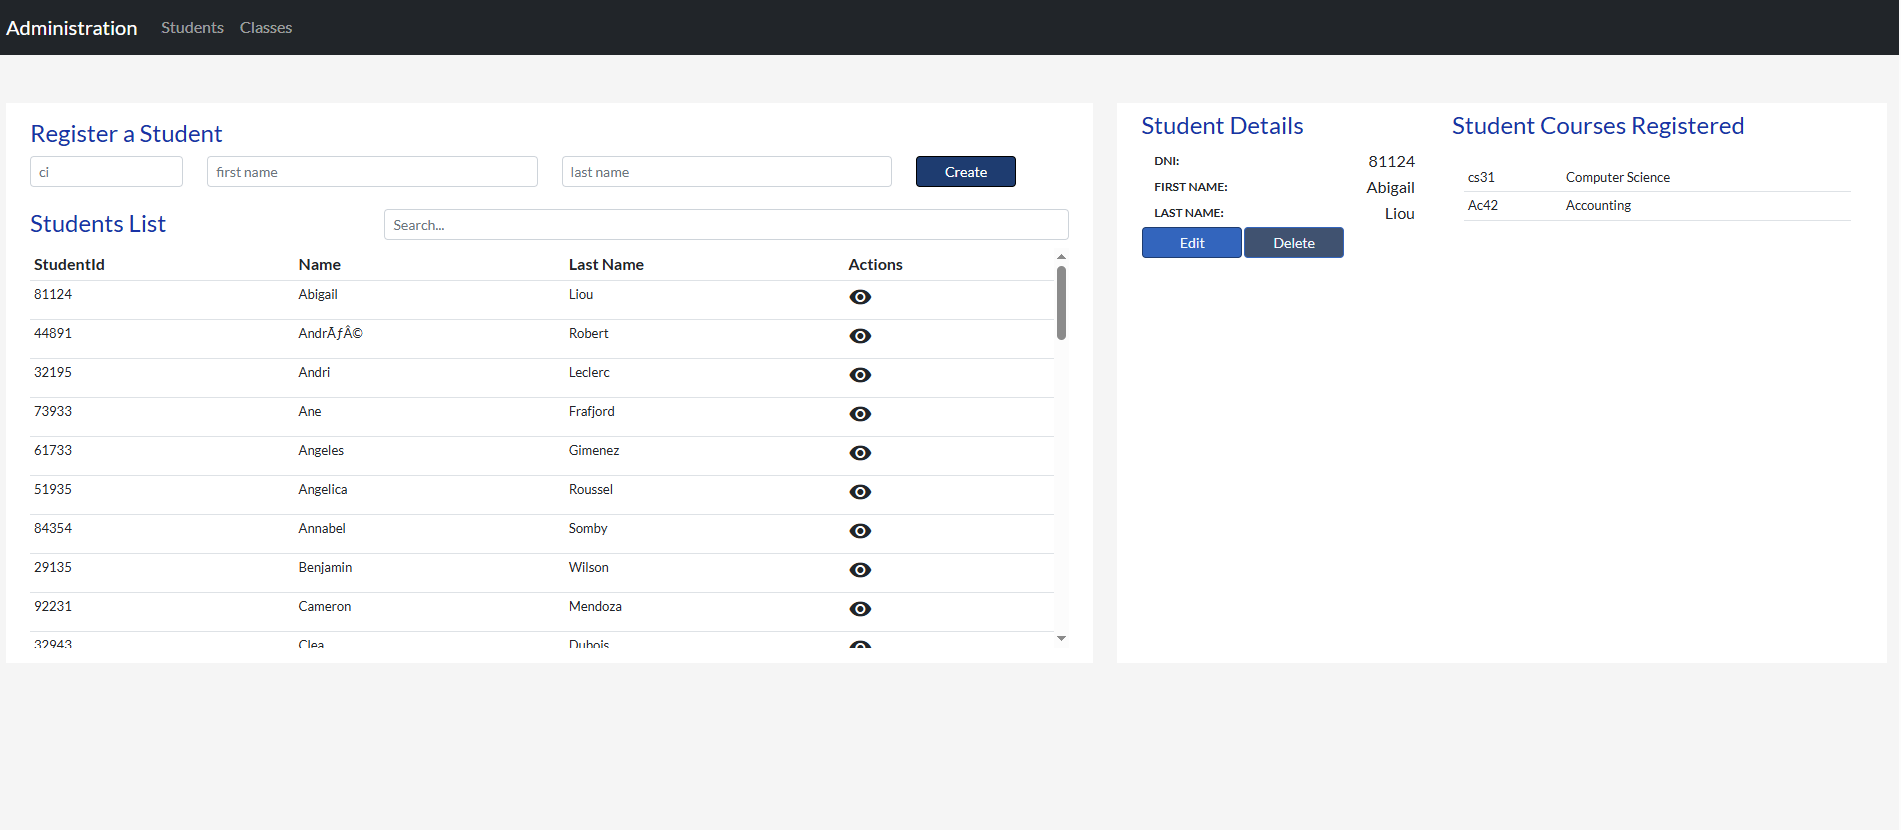 Administration Students Classes
Register a Student
ci first name last name Create
Students List Search...
StudentId Name Last Name Actions
81124 Abigail Liou
44891 AndrÃƒÂ© Robert
32195 Andri Leclerc
73933 Ane Frafjord
61733 Angeles Gimenez
51935 Angelica Roussel
84354 Annabel Somby
29135 Benjamin Wilson
92231 Cameron Mendoza
32943 Clea Dubois
Student Details
DNI: 81124
FIRST NAME: Abigail
LAST NAME: Liou
Edit Delete
Student Courses Registered
cs31 Computer Science
Ac42 Accounting